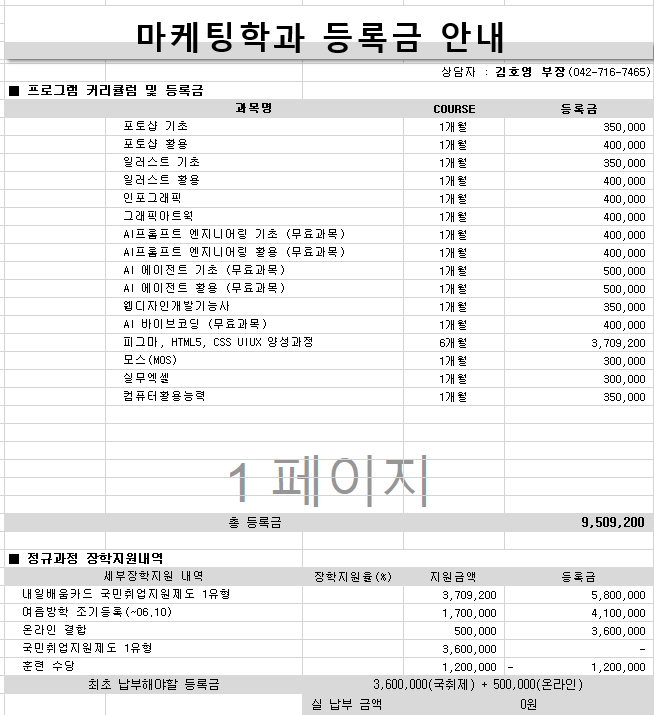 마케팅학과 등록금 안내
상담자 : 김호영 부장(042-716-7465)
■ 프로그램 커리큘럼 및 등록금
과목명 COURSE 등록금
포토샵 기초 1개월 350,000
포토샵 활용 1개월 400,000
일러스트 기초 1개월 350,000
일러스트 활용 1개월 400,000
인포그래픽 1개월 400,000
그래픽아트웍 1개월 400,000
AI프롬프트 엔지니어링 기초 (무료과목) 1개월 400,000
AI프롬프트 엔지니어링 활용 (무료과목) 1개월 400,000
AI 에이전트 기초 (무료과목) 1개월 500,000
AI 에이전트 활용 (무료과목) 1개월 500,000
웹디자인개발기능사 1개월 350,000
AI 바이브코딩 (무료과목) 1개월 400,000
피그마, HTML5, CSS UIUX 양성과정 6개월 3,709,200
모스(MOS) 1개월 300,000
실무엑셀 1개월 300,000
컴퓨터활용능력 1개월 350,000
1 페이지
총 등록금 9,509,200
■ 정규과정 장학지원내역
세부장학지원 내역 장학지원율(%) 지원금액 등록금
내일배움카드 국민취업지원제도 1유형 3,709,200 5,800,000
여름방학 조기등록(~06.10) 1,700,000 4,100,000
온라인 결합 500,000 3,600,000
국민취업지원제도 1유형 3,600,000 -
훈련 수당 1,200,000 - 1,200,000
최초 납부해야할 등록금 3,600,000(국취제) + 500,000(온라인)
실 납부 금액 0원